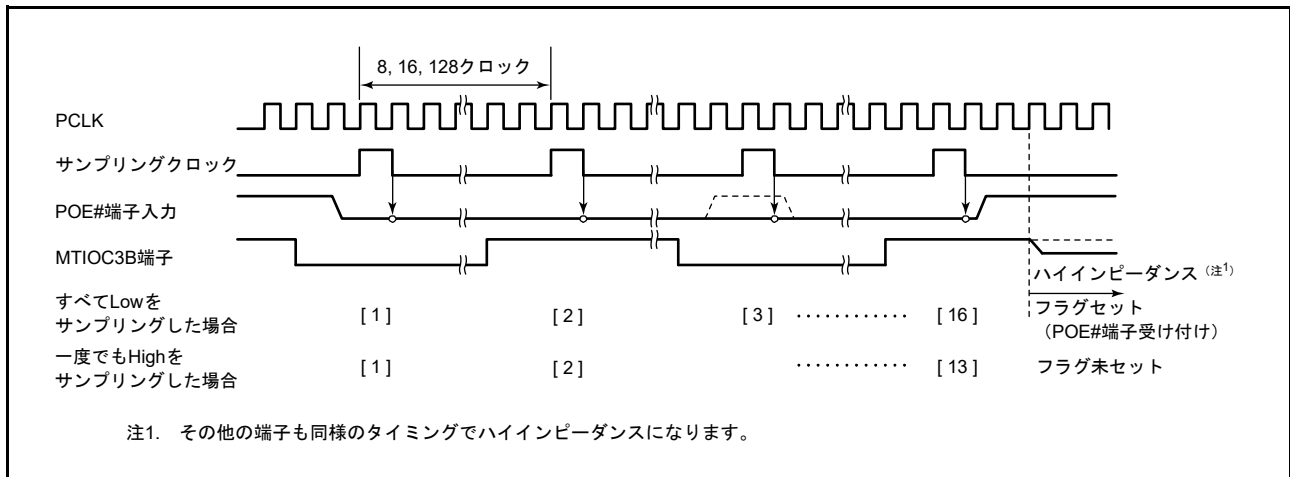 8, 16, 128クロック
PCLK
サンプリングクロック
POE#端子入力
MTIOC3B端子
ハイインピーダンス（注1）
すべてLowを
サンプリングした場合
[ 1 ] [ 2 ] [ 3 ] ············ [ 16 ]
フラグセット
（POE#端子受け付け）
一度でもHighを
サンプリングした場合
[ 1 ] [ 2 ] ············ [ 13 ] フラグ未セット
注1. その他の端子も同様のタイミングでハイインピーダンスになります。